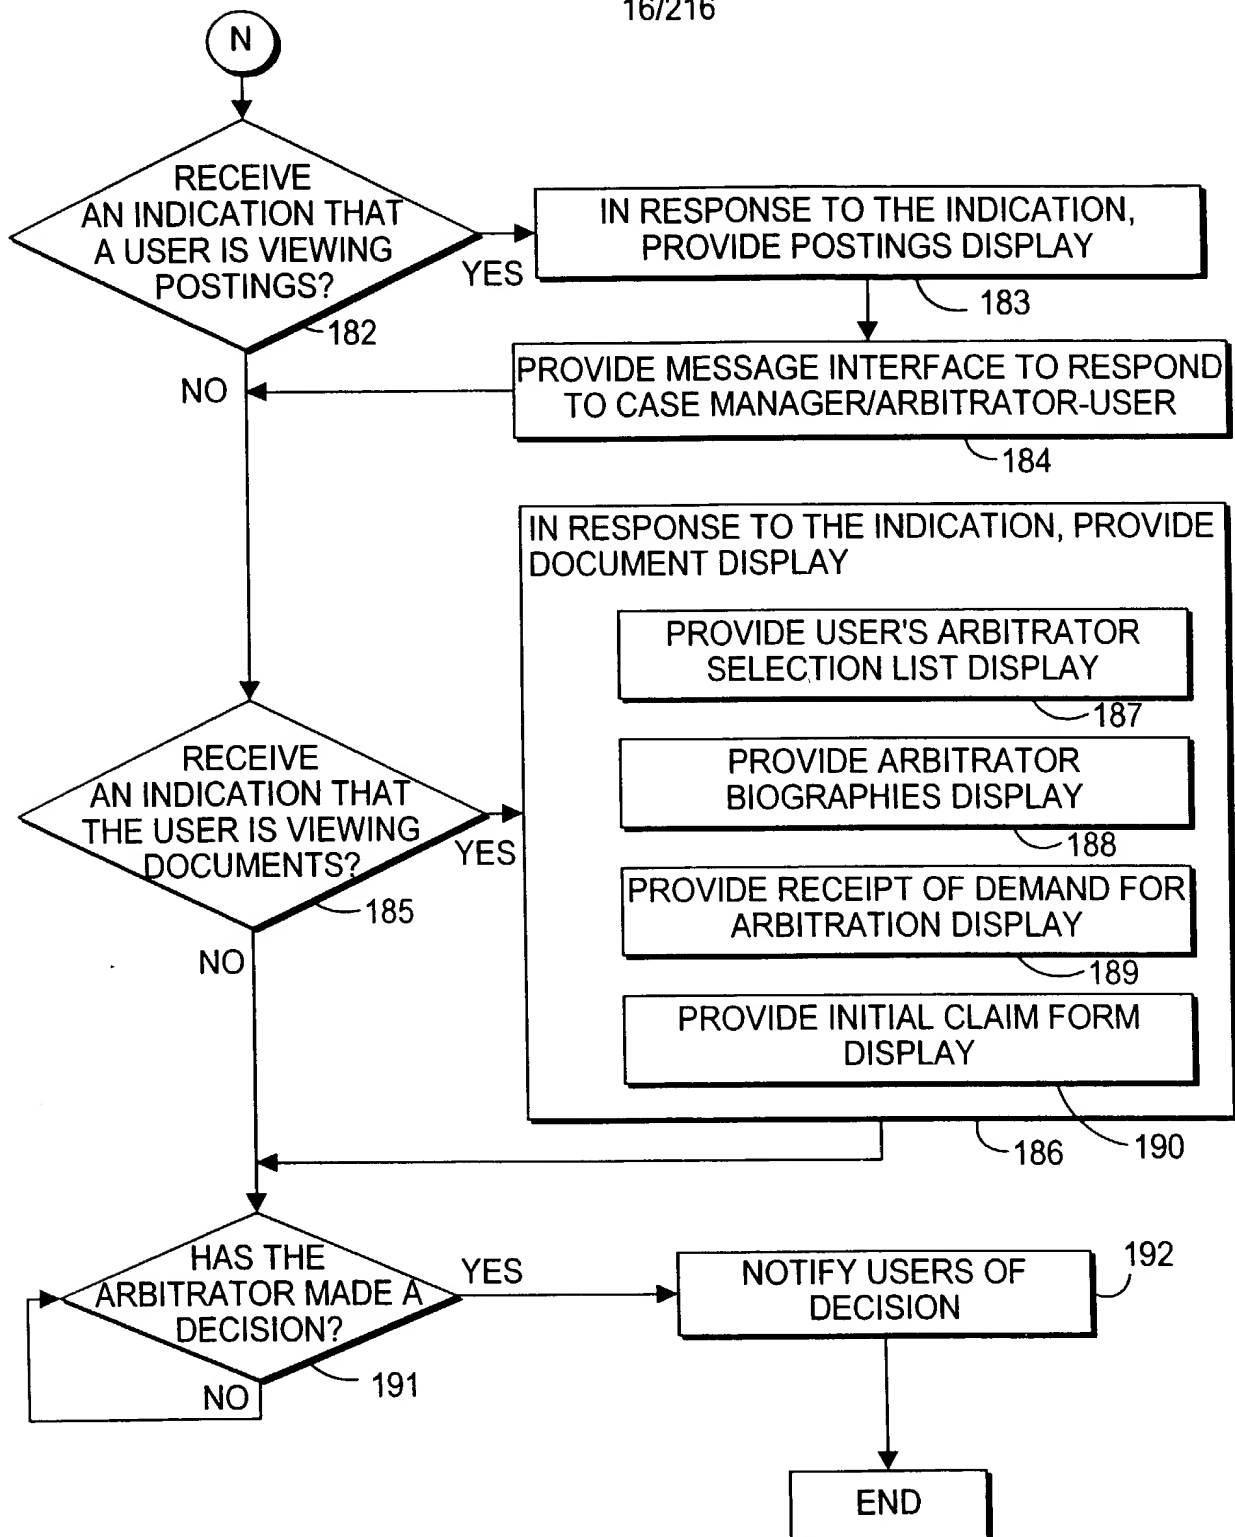 16/216
N
RECEIVE
AN INDICATION THAT
A USER IS VIEWING
POSTINGS?
182
YES
NO
IN RESPONSE TO THE INDICATION,
PROVIDE POSTINGS DISPLAY
183
PROVIDE MESSAGE INTERFACE TO RESPOND
TO CASE MANAGER/ARBITRATOR-USER
184
RECEIVE
AN INDICATION THAT
THE USER IS VIEWING
DOCUMENTS?
185
YES
NO
IN RESPONSE TO THE INDICATION, PROVIDE
DOCUMENT DISPLAY
PROVIDE USER'S ARBITRATOR
SELECTION LIST DISPLAY
187
PROVIDE ARBITRATOR
BIOGRAPHIES DISPLAY
188
PROVIDE RECEIPT OF DEMAND FOR
ARBITRATION DISPLAY
189
PROVIDE INITIAL CLAIM FORM
DISPLAY
190
186
HAS THE
ARBITRATOR MADE A
DECISION?
191
YES
NO
NOTIFY USERS OF
DECISION
192
END